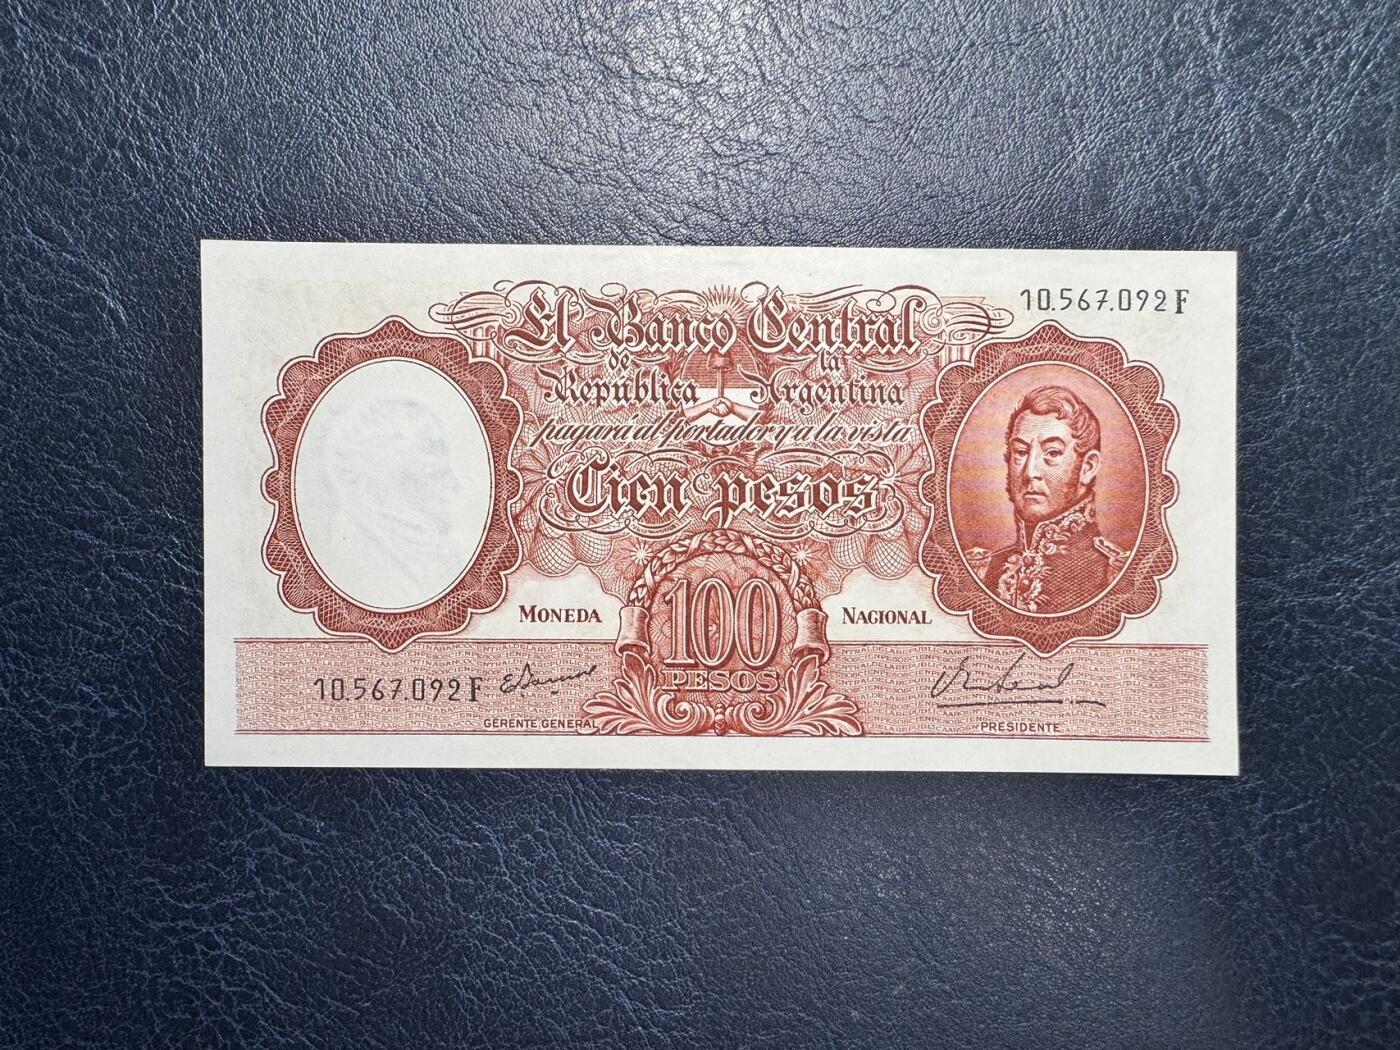 10.567.092 F
El Banco Central
de la
República Argentina
pagará al portador y a la vista
Cien pesos
MONEDA NACIONAL
100
PESOS
10.567.092 F
GERENTE GENERAL
PRESIDENTE